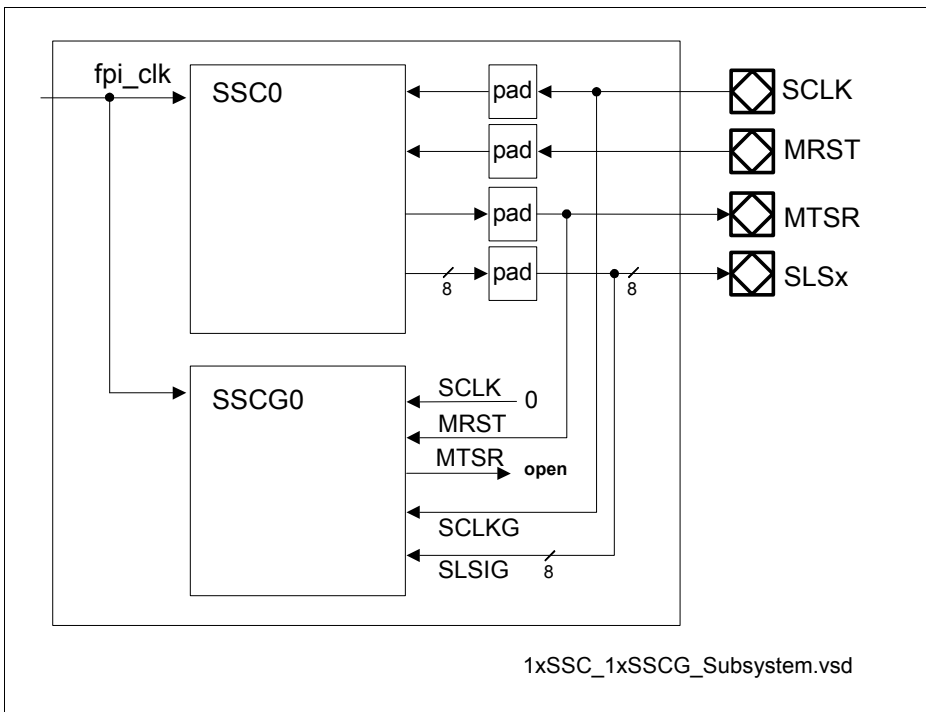 fpi_clk
SSC0
pad
SCLK
pad
MRST
pad
MTSR
8
pad
8
SLSx
SSCG0
SCLK
0
MRST
MTSR
open
SCLKG
SLSIG
8
1xSSC_1xSSCG_Subsystem.vsd